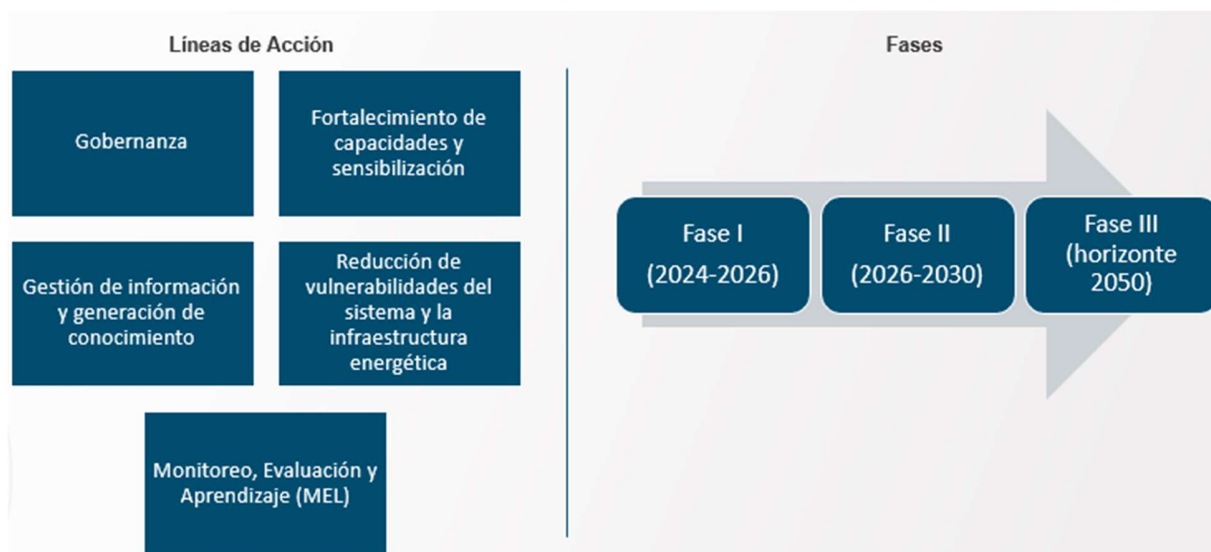 Líneas de Acción
Gobernanza
Fortalecimiento de
capacidades y
sensibilización
Gestión de información
y generación de
conocimiento
Reducción de
vulnerabilidades del
sistema y la
infraestructura
energética
Monitoreo, Evaluación y
Aprendizaje (MEL)
Fases
Fase I
(2024-2026)
Fase II
(2026-2030)
Fase III
(horizonte
2050)